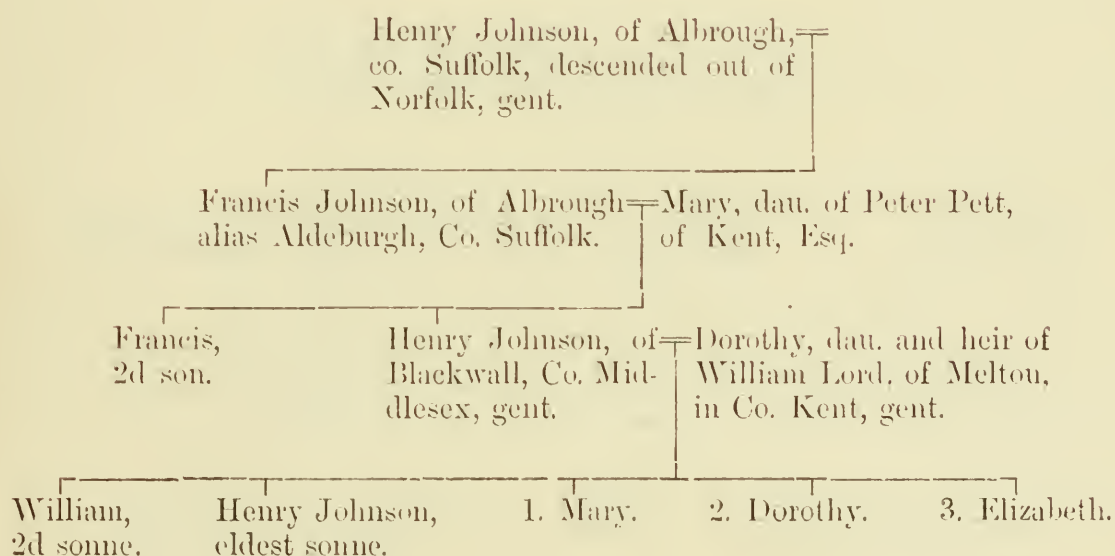 Henry Johnson, of Albrough,
co. Suffolk, descended out of
Norfolk, gent.
Francis Johnson, of Albrough
alias Aldeburgh, Co. Suffolk.
Mary, dau. of Peter Pett,
of Kent, Esq.
Francis,
2d son.
Henry Johnson, of
Blackwall, Co. Mid-
dlesex, gent.
Dorothy, dau. and heir of
William Lord, of Melton,
in Co. Kent, gent.
William,
2d sonne.
Henry Johnson,
eldest sonne.
1. Mary.
2. Dorothy.
3. Elizabeth.